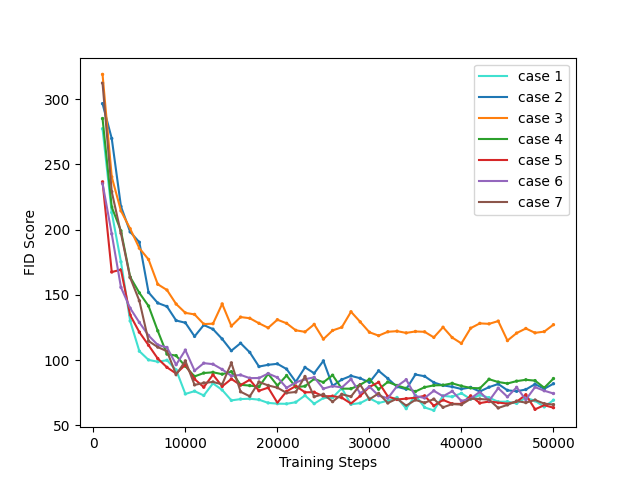 FID Score
300
250
200
150
100
50
0
10000
20000
30000
40000
50000
Training Steps
case 1
case 2
case 3
case 4
case 5
case 6
case 7